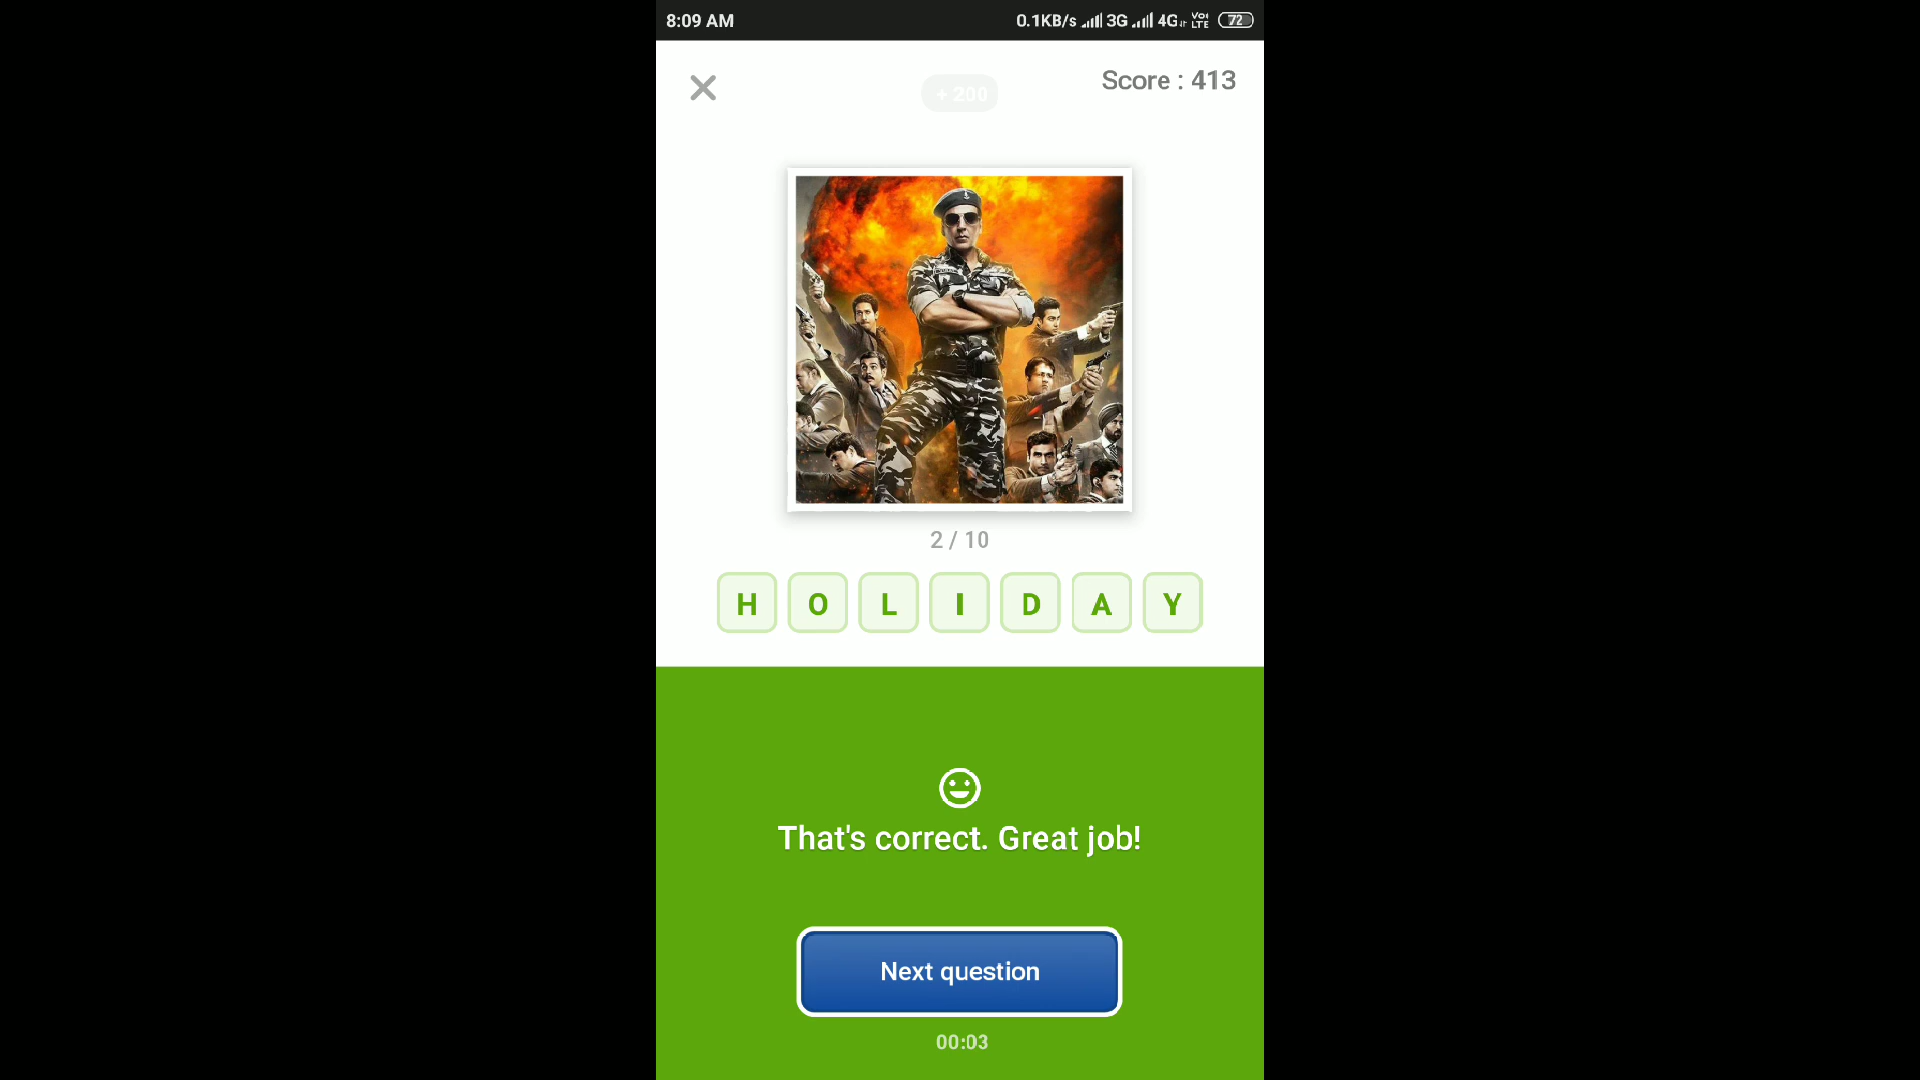 8:09 AM
0.1KB/s 3G 4G VoLTE 72
+ 200
Score : 413
2 / 10
H O L I D A Y
That's correct. Great job!
Next question
00:03